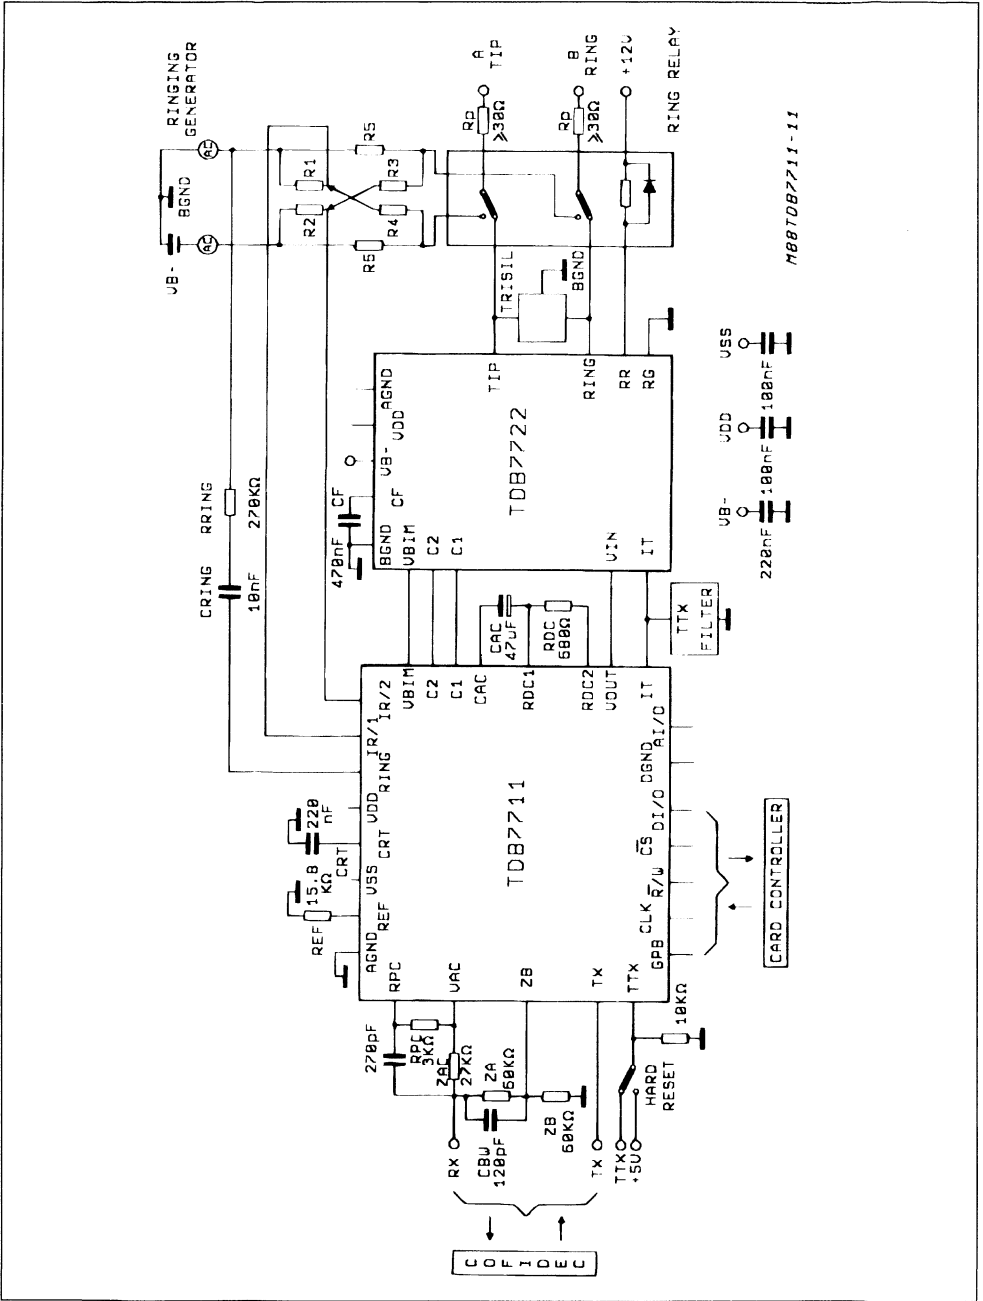 RINGING
GENERATOR
BGND
VB-
AC
AC
R1
R2
R3
R4
R5
R5
A
TIP
B
RING
+12V
RP
≥30Ω
RP
≥30Ω
RING RELAY
M88TDB7711-11
TRISIL
BGND
CRING
RRING
10nF
270KΩ
470nF
CF
BGND
CF
VB-
VDD
AGND
VBIM
C2
C1
VIN
IT
TDB7722
TIP
RING
RR
RG
VB-
VDD
VSS
220nF
100nF
100nF
CAC
47uF
RDC
680Ω
TTX
FILTER
REF
15,8
KΩ
CRT
220
nF
AGND
REF
VSS
CRT
VDD
RING
IR/1
IR/2
VBIM
C2
C1
CAC
RDC1
RDC2
VOUT
IT
TDB7711
RPC
VAC
ZB
TX
TTX
GPB
CLK
R̅/W
C̅S̅
DI/O
DGND
AI/O
CARD CONTROLLER
270pF
RPC
3KΩ
ZAC
27KΩ
ZA
60KΩ
CBW
120pF
ZB
60KΩ
RX
TX
TTX
+5V
HARD
RESET
10KΩ
COFIDEC